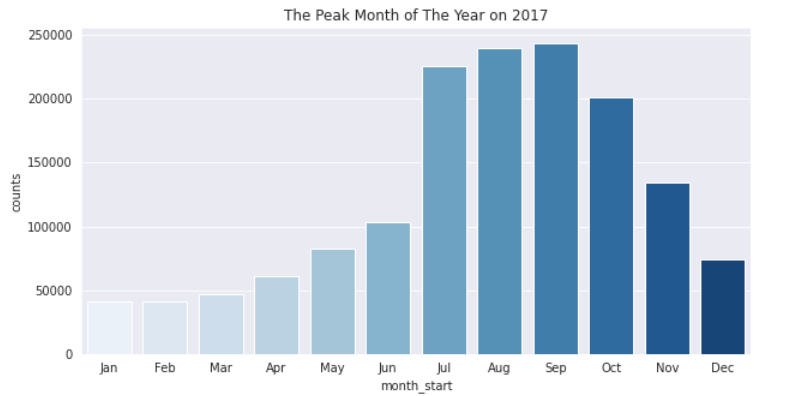 The Peak Month of The Year on 2017
250000
200000
150000
100000
50000
0
counts
Jan Feb Mar Apr May Jun Jul Aug Sep Oct Nov Dec
month_start